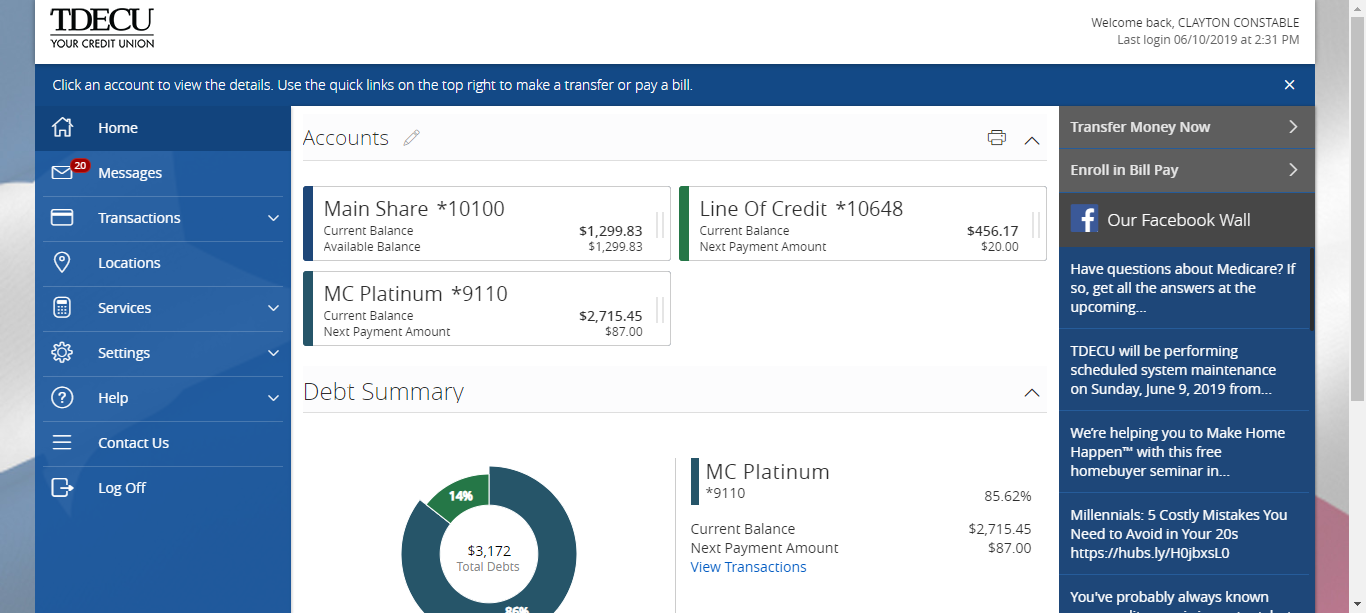 TDECU
YOUR CREDIT UNION
Welcome back, CLAYTON CONSTABLE
Last login 06/10/2019 at 2:31 PM
Click an account to view the details. Use the quick links on the top right to make a transfer or pay a bill.
Home
20
Messages
Transactions
Locations
Services
Settings
Help
Contact Us
Log Off
Accounts
Main Share *10100
Current Balance $1,299.83
Available Balance $1,299.83
Line Of Credit *10648
Current Balance $456.17
Next Payment Amount $20.00
MC Platinum *9110
Current Balance $2,715.45
Next Payment Amount $87.00
Debt Summary
14%
$3,172
Total Debts
86%
MC Platinum
*9110 85.62%
Current Balance $2,715.45
Next Payment Amount $87.00
View Transactions
Transfer Money Now
Enroll in Bill Pay
f Our Facebook Wall
Have questions about Medicare? If
so, get all the answers at the
upcoming...
TDECU will be performing
scheduled system maintenance
on Sunday, June 9, 2019 from...
We're helping you to Make Home
Happen™ with this free
homebuyer seminar in...
Millennials: 5 Costly Mistakes You
Need to Avoid in Your 20s
https://hubs.ly/H0jbxsL0
You've probably always known